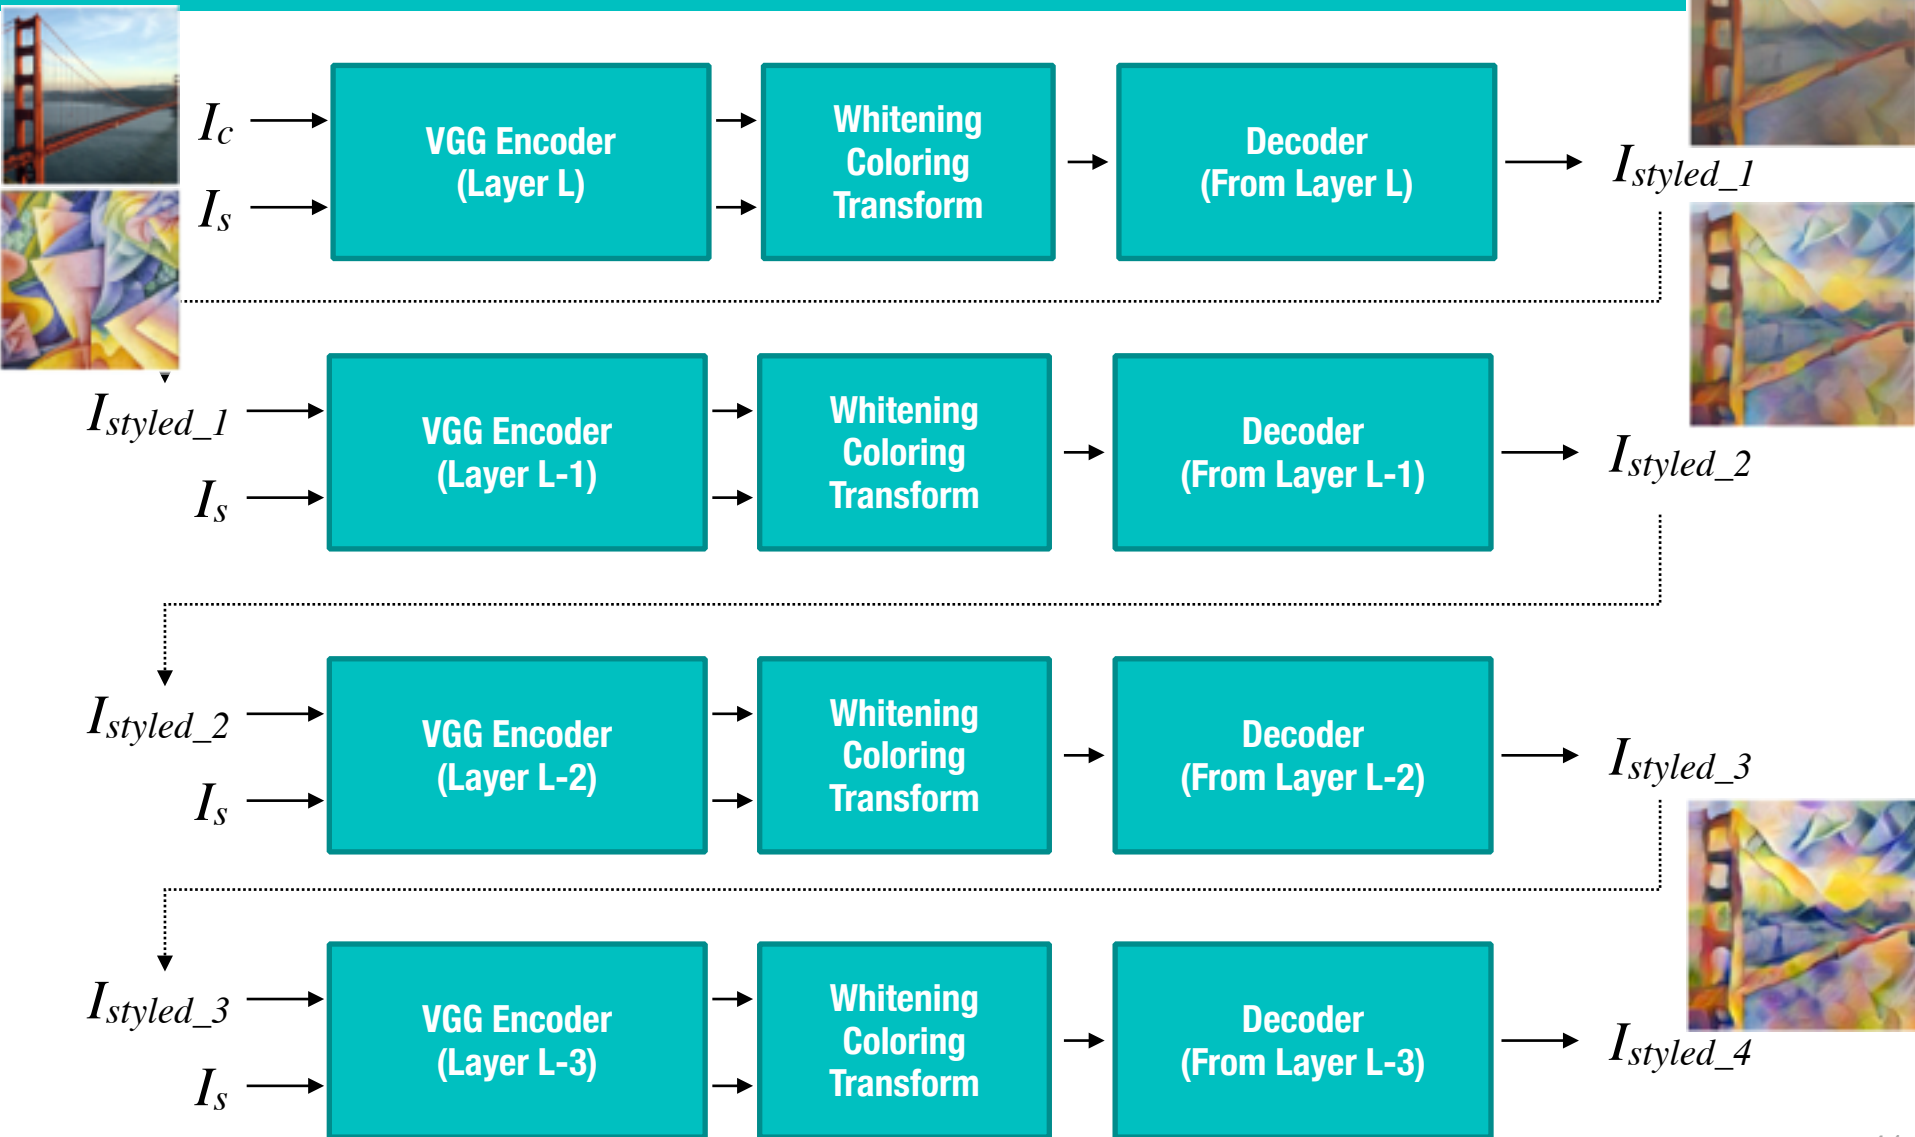 I_c
VGG Encoder
(Layer L)
Whitening
Coloring
Transform
Decoder
(From Layer L)
I_styled_1
I_s
I_styled_1
VGG Encoder
(Layer L-1)
Whitening
Coloring
Transform
Decoder
(From Layer L-1)
I_styled_2
I_s
I_styled_2
VGG Encoder
(Layer L-2)
Whitening
Coloring
Transform
Decoder
(From Layer L-2)
I_styled_3
I_s
I_styled_3
VGG Encoder
(Layer L-3)
Whitening
Coloring
Transform
Decoder
(From Layer L-3)
I_styled_4
I_s